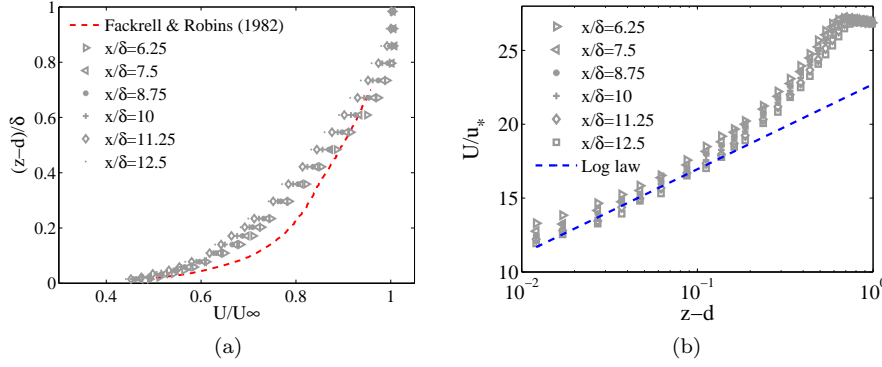 Fackrell & Robins (1982)
x/δ=6.25
x/δ=7.5
x/δ=8.75
x/δ=10
x/δ=11.25
x/δ=12.5
(z−d)/δ
1
0.8
0.6
0.4
0.2
0
0.4
0.6
0.8
1
U/U∞
(a)
x/δ=6.25
x/δ=7.5
x/δ=8.75
x/δ=10
x/δ=11.25
x/δ=12.5
Log law
U/u*
25
20
15
10
10⁻²
10⁻¹
10⁰
z−d
(b)